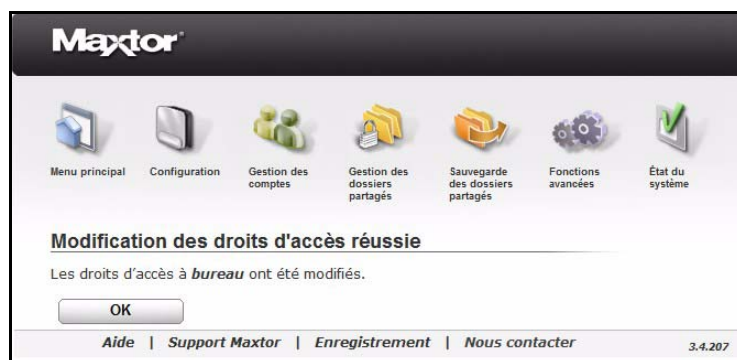 Maxtor
Menu principal
Configuration
Gestion des
comptes
Gestion des
dossiers
partagés
Sauvegarde
des dossiers
partagés
Fonctions
avancées
État du
système
Modification des droits d'accès réussie
Les droits d'accès à bureau ont été modifiés.
OK
Aide | Support Maxtor | Enregistrement | Nous contacter
3.4.207